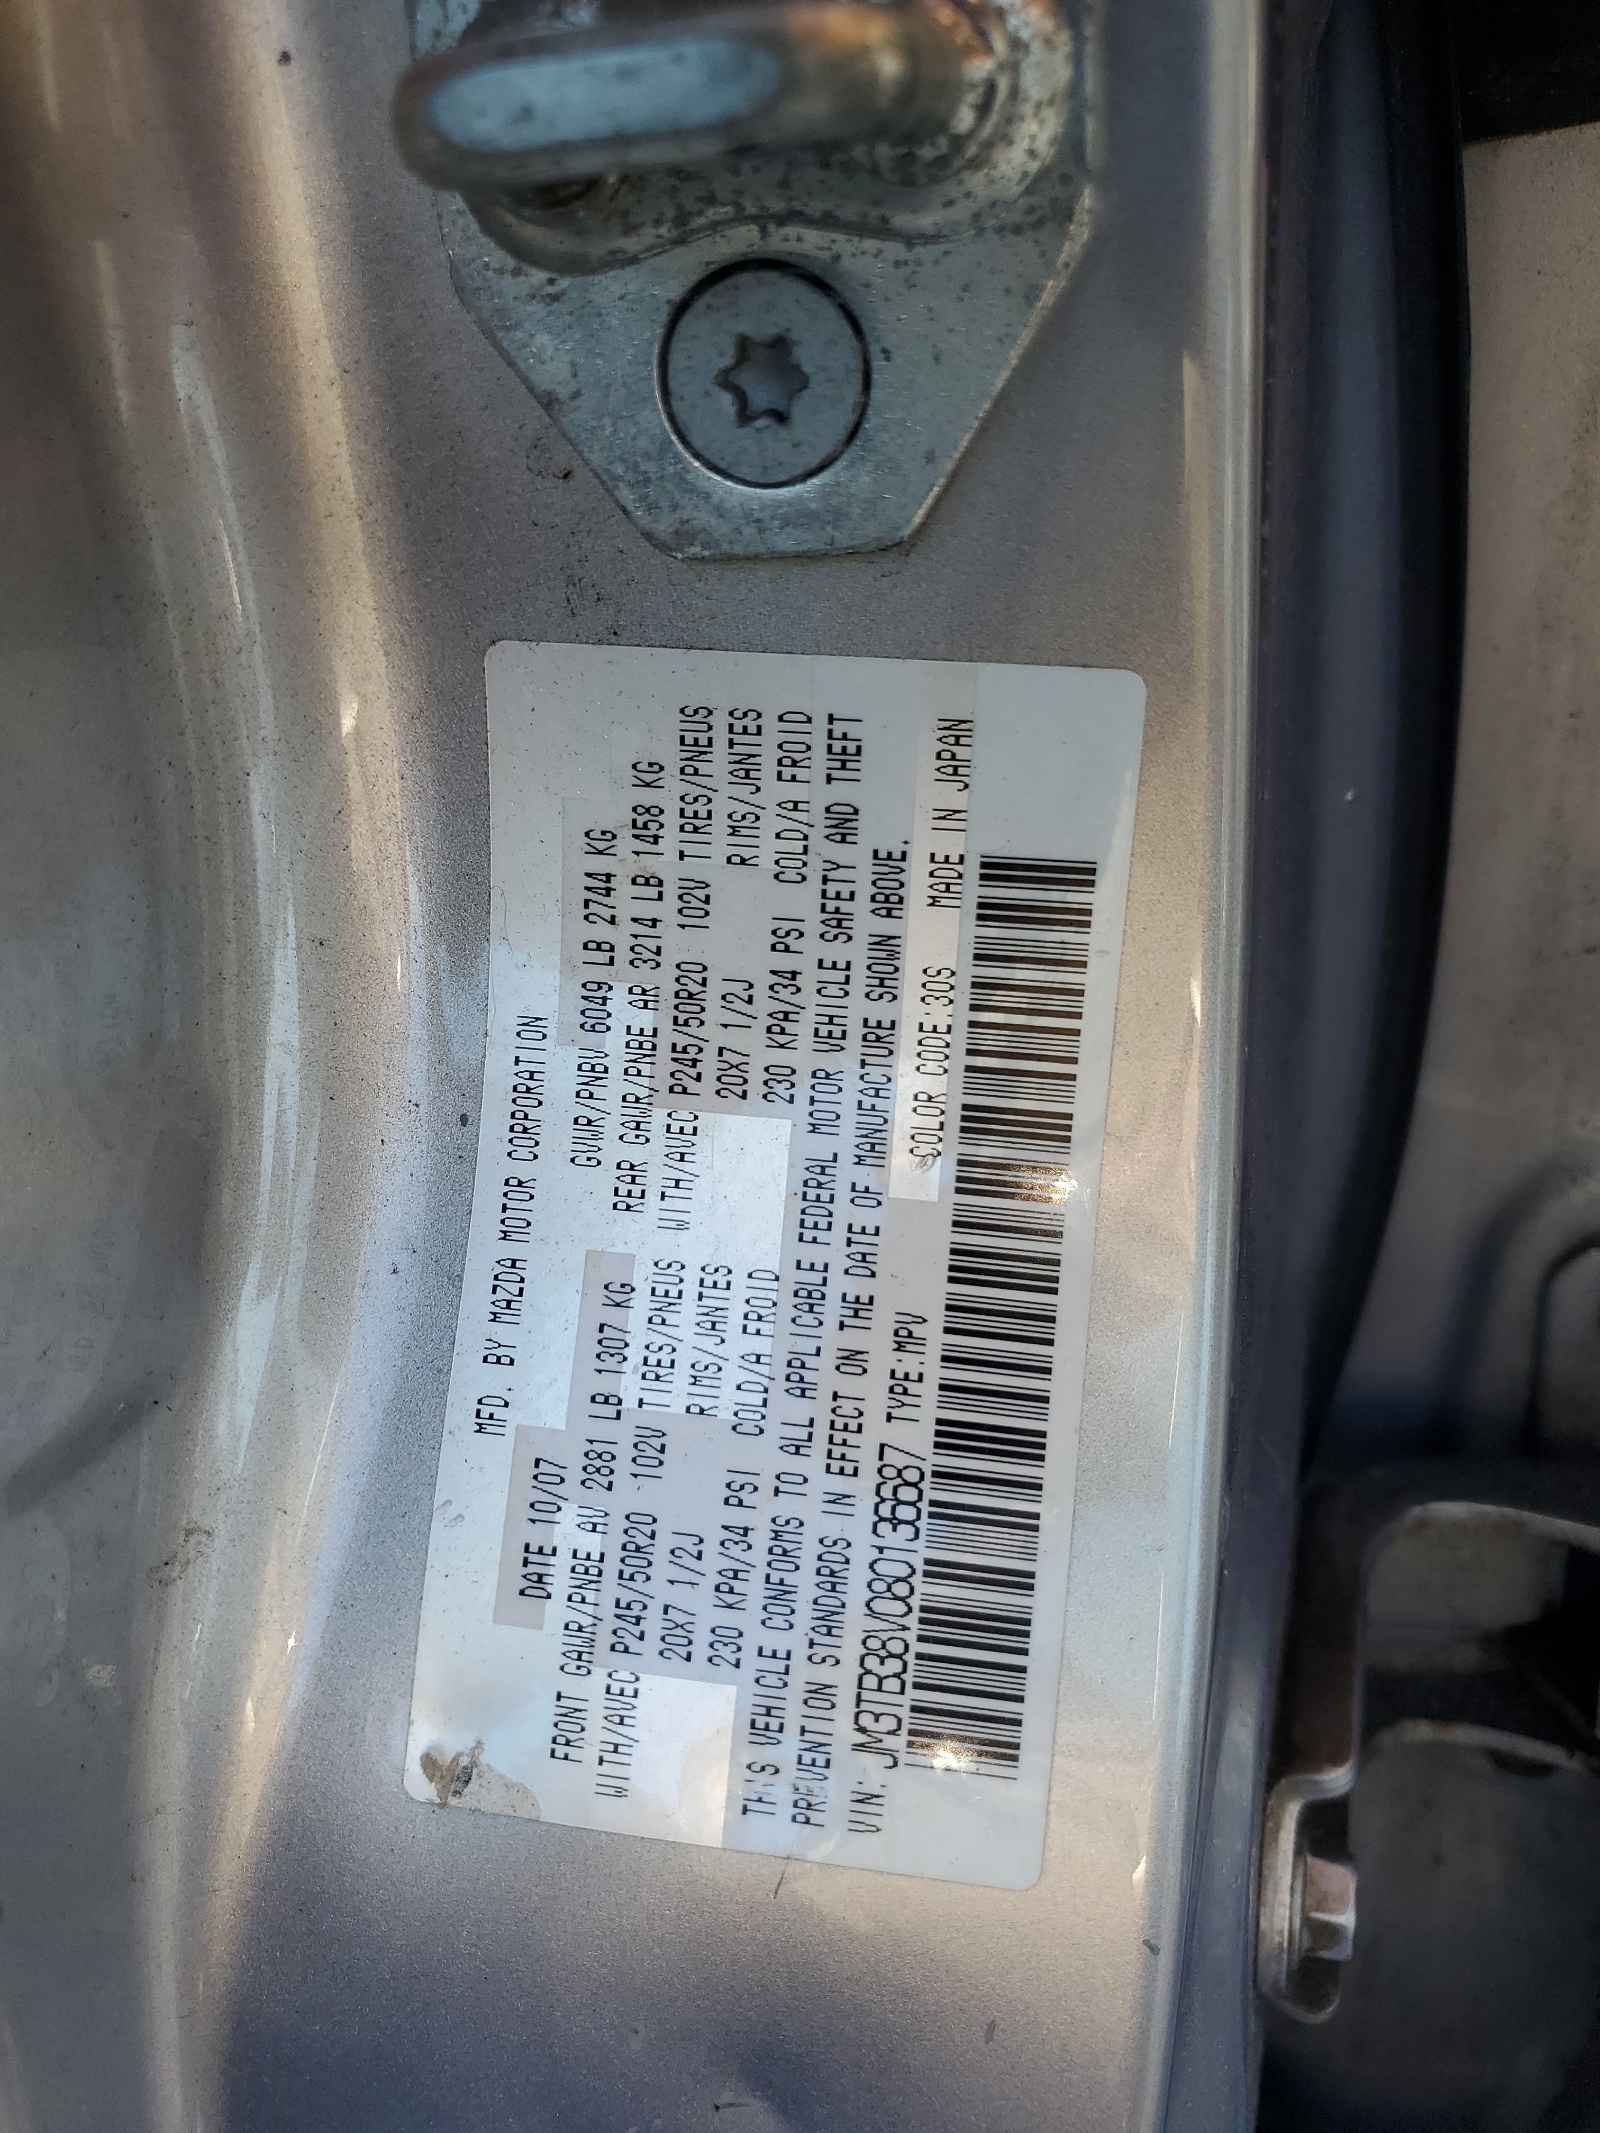 MFD. BY MAZDA MOTOR CORPORATION
DATE 10/07 GVWR/PNBV 6049 LB 2744 KG
FRONT GAWR/PNBE AV 2881 LB 1307 KG REAR GAWR/PNBE AR 3214 LB 1458 KG
WITH/AVEC P245/50R20 102V TIRES/PNEUS WITH/AVEC P245/50R20 102V TIRES/PNEUS
20X7 1/2J RIMS/JANTES 20X7 1/2J RIMS/JANTES
230 KPA/34 PSI COLD/A FROID 230 KPA/34 PSI COLD/A FROID
THIS VEHICLE CONFORMS TO ALL APPLICABLE FEDERAL MOTOR VEHICLE SAFETY AND THEFT
PREVENTION STANDARDS IN EFFECT ON THE DATE OF MANUFACTURE SHOWN ABOVE.
VIN: JM3TB38V080136687 TYPE:MPV COLOR CODE:30S MADE IN JAPAN